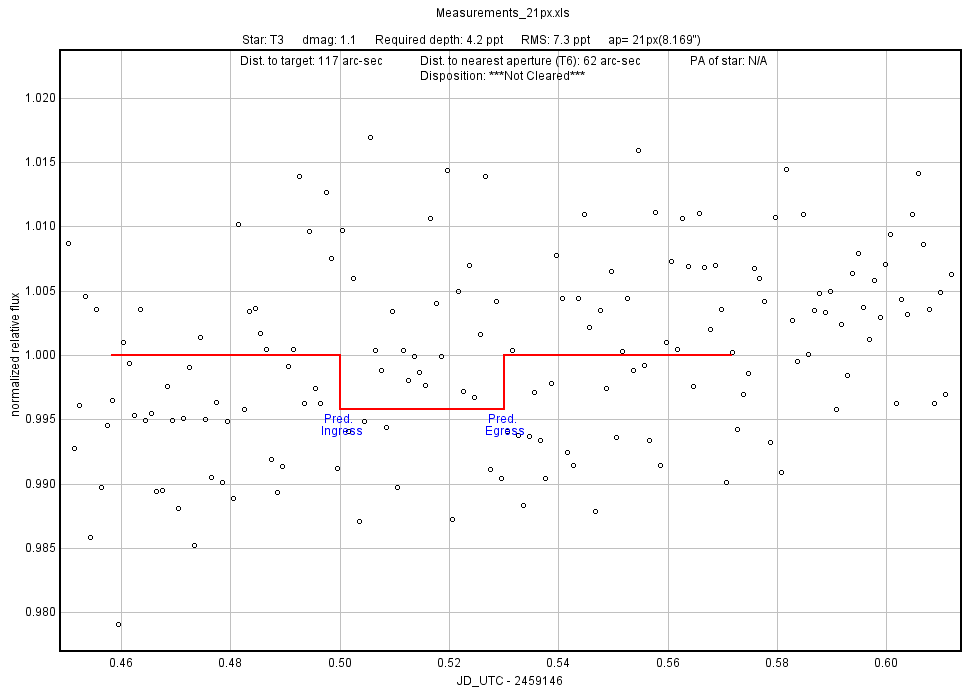 Measurements_21px.xls
Star: T3 dmag: 1.1 Required depth: 4.2 ppt RMS: 7.3 ppt ap= 21px(8.169")
Dist. to target: 117 arc-sec Dist. to nearest aperture (T6): 62 arc-sec PA of star: N/A
Disposition: ***Not Cleared***
1.020
1.015
1.010
1.005
1.000
0.995
0.990
0.985
0.980
normalized relative flux
Pred. Pred.
Ingress Egress
0.46 0.48 0.50 0.52 0.54 0.56 0.58 0.60
JD_UTC - 2459146